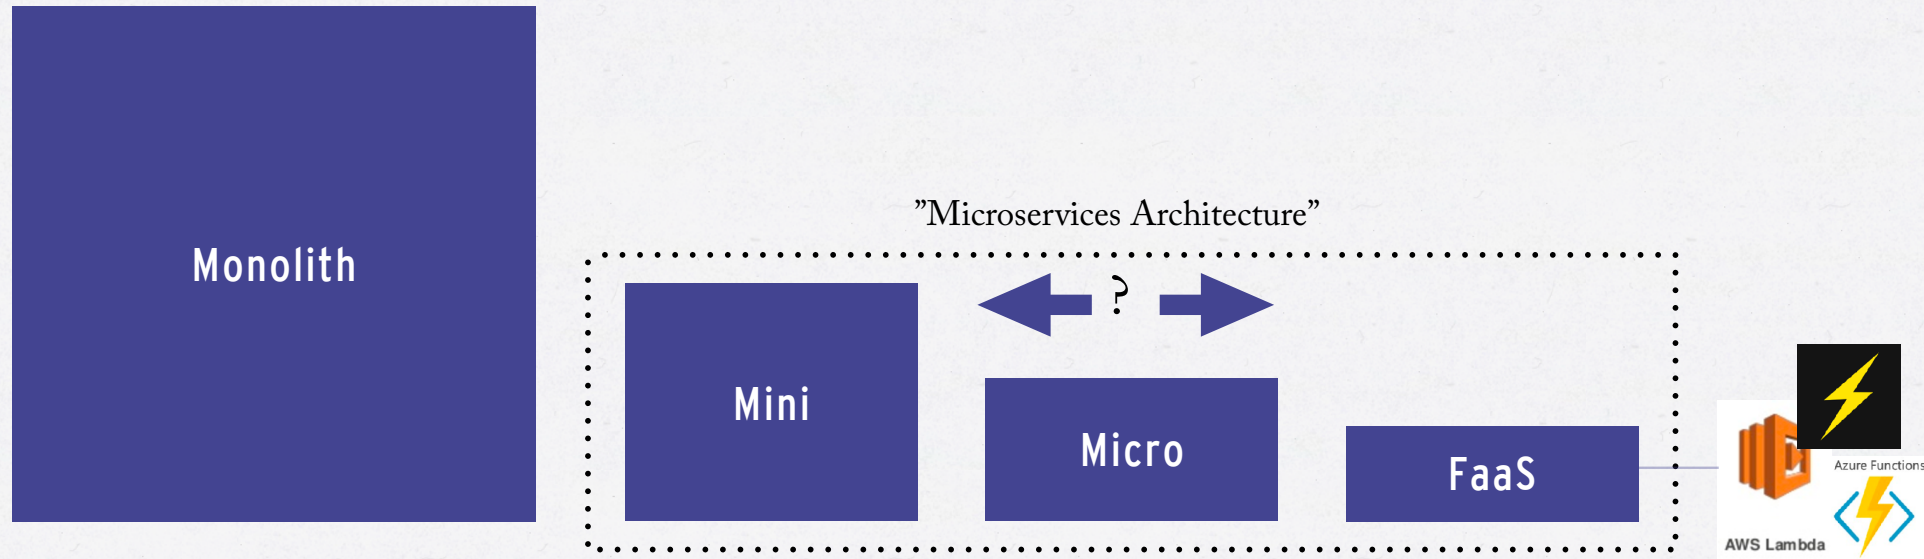 Monolith
”Microservices Architecture”
?
Mini
Micro
FaaS
Azure Functions
AWS Lambda